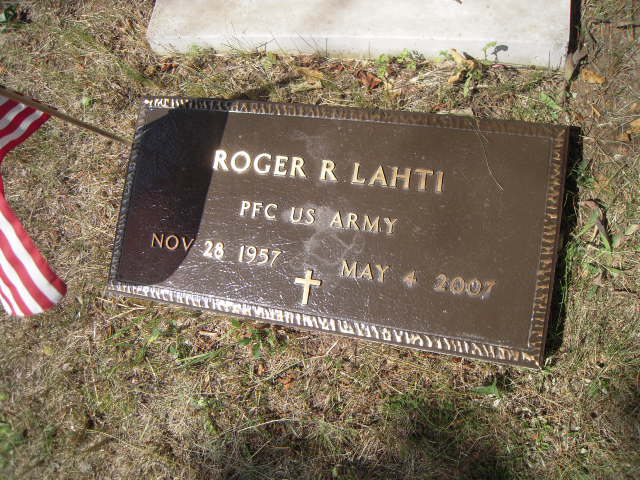 ROGER R LAHTI
PFC US ARMY
NOV 28 1957 MAY 4 2007